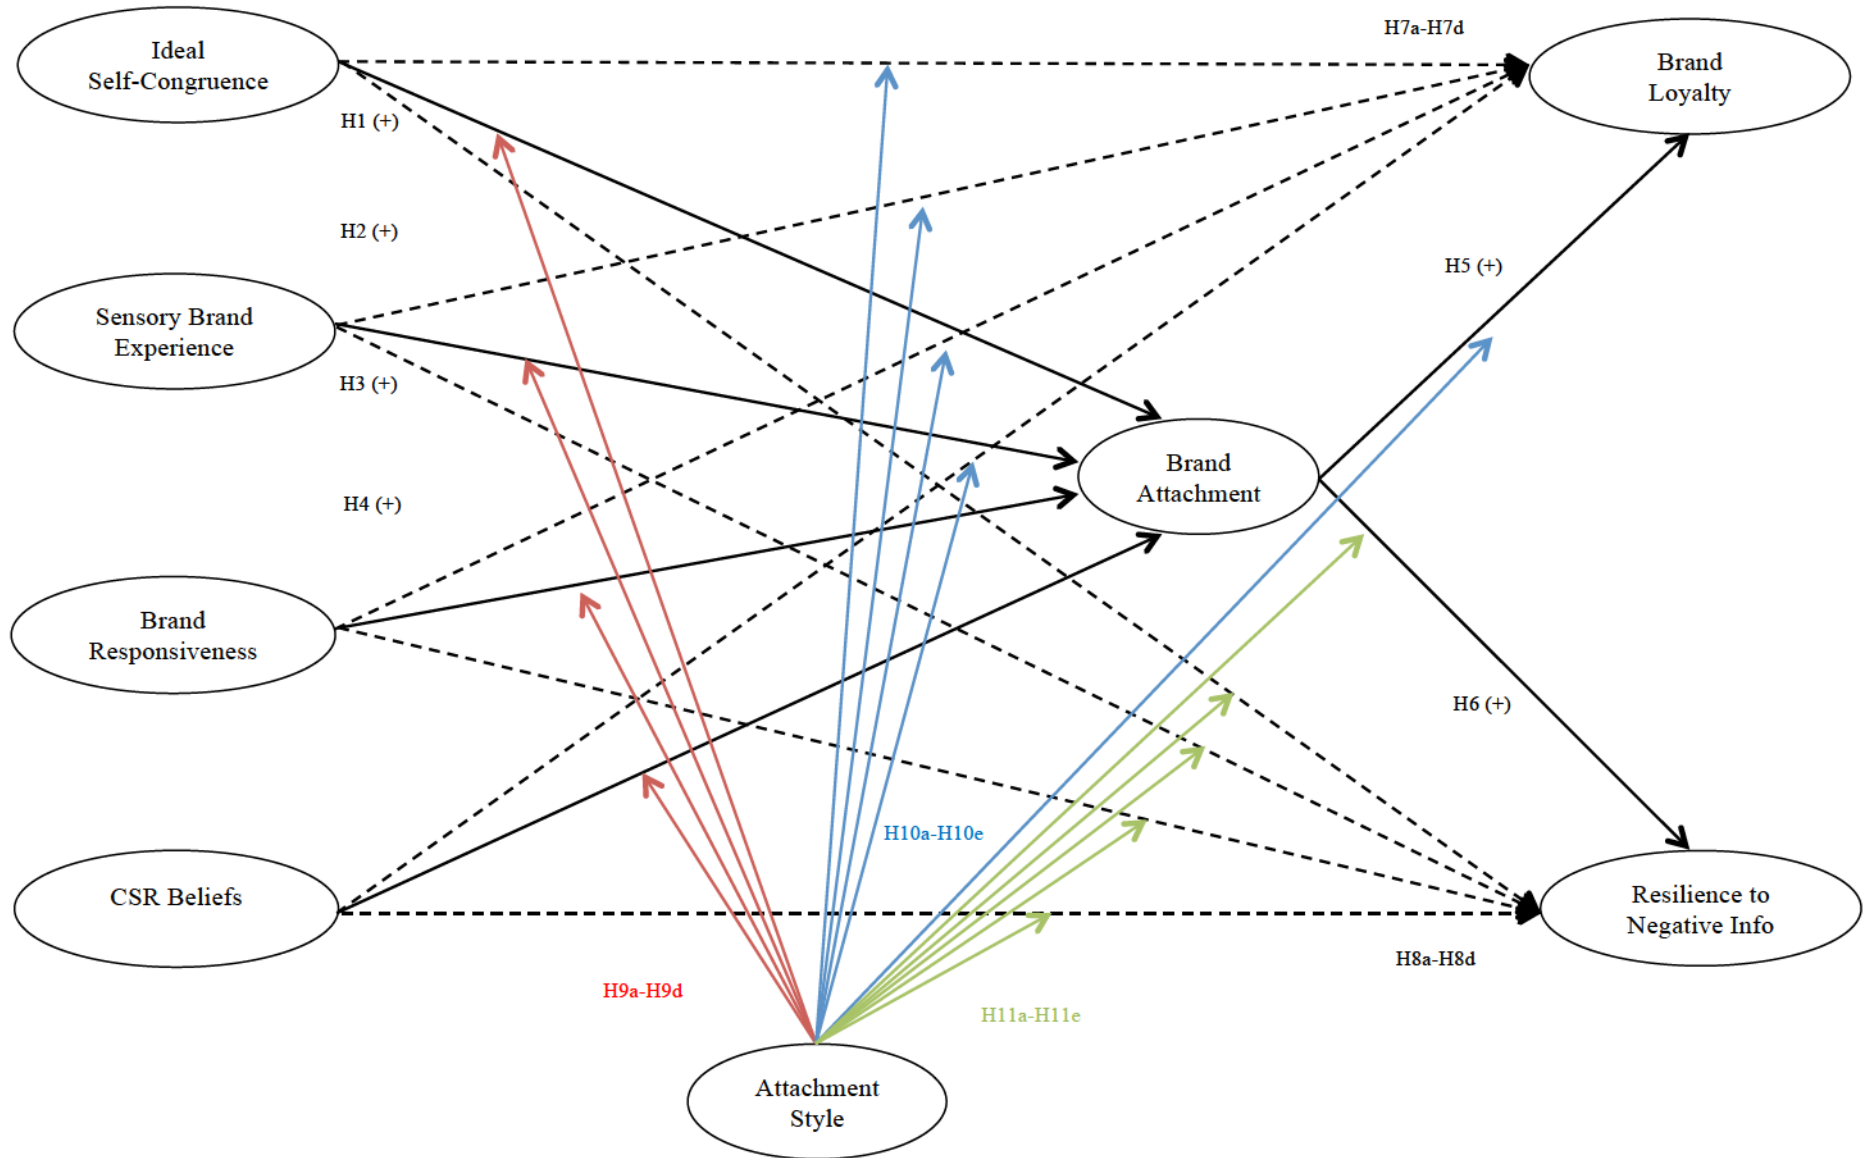 Ideal
Self-Congruence
H7a-H7d
Brand
Loyalty
H1 (+)
H2 (+)
H5 (+)
Sensory Brand
Experience
H3 (+)
Brand
Attachment
H4 (+)
Brand
Responsiveness
H6 (+)
H10a-H10e
CSR Beliefs
Resilience to
Negative Info
H8a-H8d
H9a-H9d
H11a-H11e
Attachment
Style